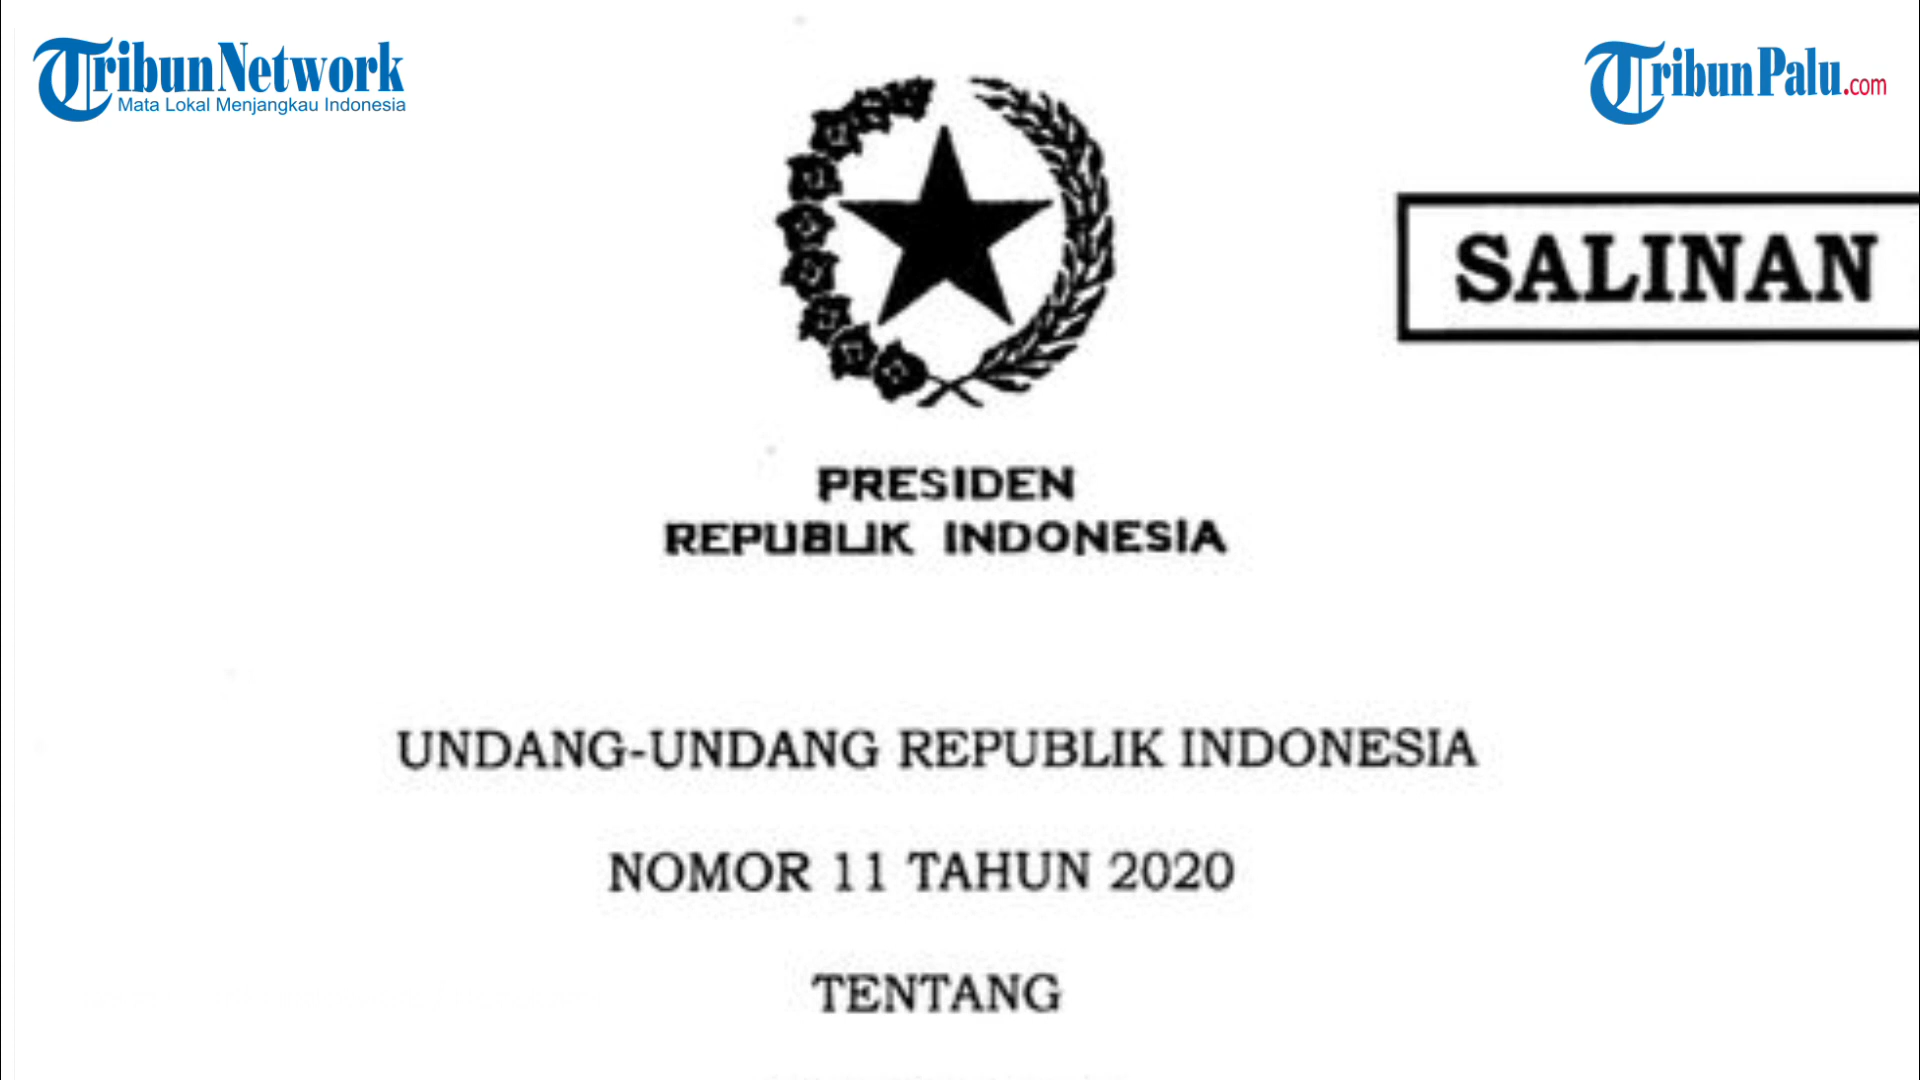 TribunNetwork
Mata Lokal Menjangkau Indonesia
TribunPalu.com
SALINAN
PRESIDEN
REPUBLIK INDONESIA
UNDANG-UNDANG REPUBLIK INDONESIA
NOMOR 11 TAHUN 2020
TENTANG